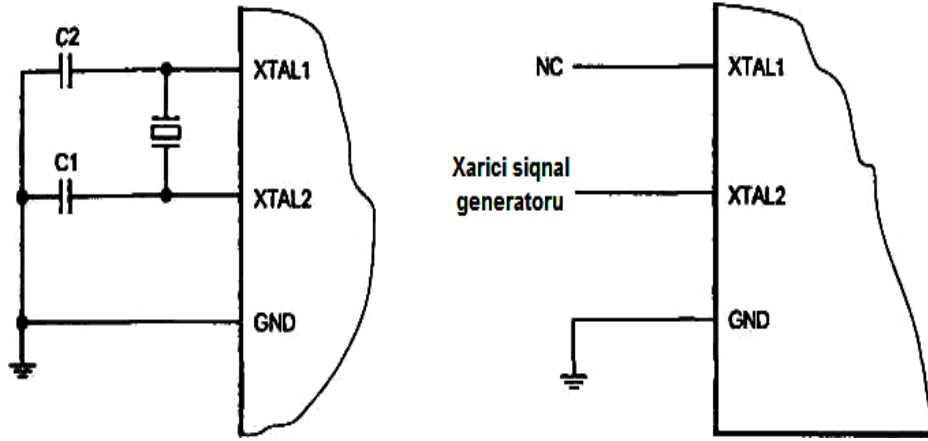 C2
XTAL1
C1
XTAL2
GND
NC
XTAL1
Xarici siqnal
generatoru
XTAL2
GND